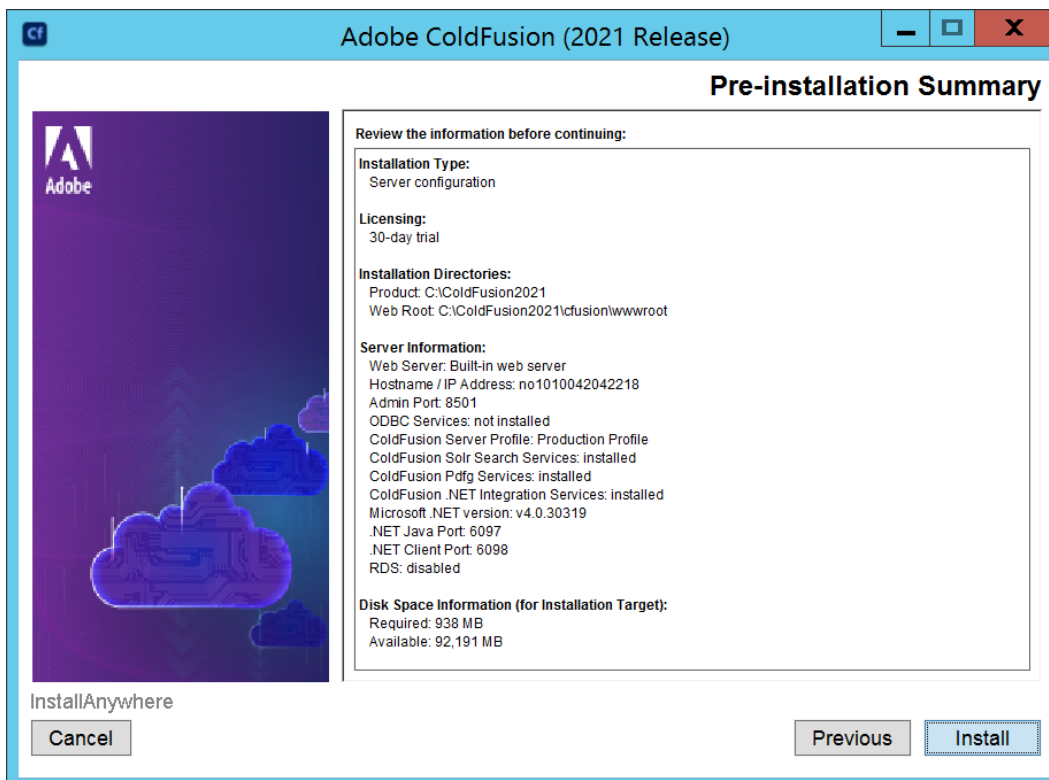 Cf
Adobe ColdFusion (2021 Release)
X
Pre-installation Summary
Adobe
Review the information before continuing:
Installation Type:
Server configuration
Licensing:
30-day trial
Installation Directories:
Product: C:\ColdFusion2021
Web Root: C:\ColdFusion2021\cfusion\wwwroot
Server Information:
Web Server: Built-in web server
Hostname / IP Address: no1010042042218
Admin Port: 8501
ODBC Services: not installed
ColdFusion Server Profile: Production Profile
ColdFusion Solr Search Services: installed
ColdFusion Pdfg Services: installed
ColdFusion .NET Integration Services: installed
Microsoft .NET version: v4.0.30319
.NET Java Port: 6097
.NET Client Port: 6098
RDS: disabled
Disk Space Information (for Installation Target):
Required: 938 MB
Available: 92,191 MB
InstallAnywhere
Cancel
Previous
Install